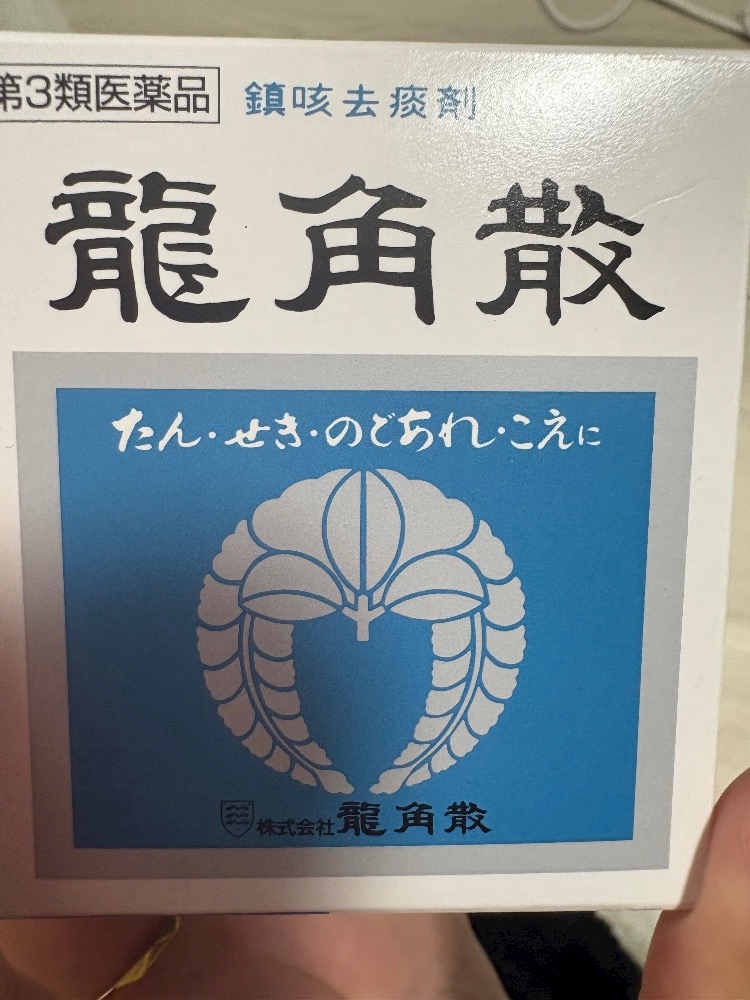 第3類医薬品 鎮咳去痰剤
龍角散
たん・せき・のどあれ・こえに
株式会社龍角散